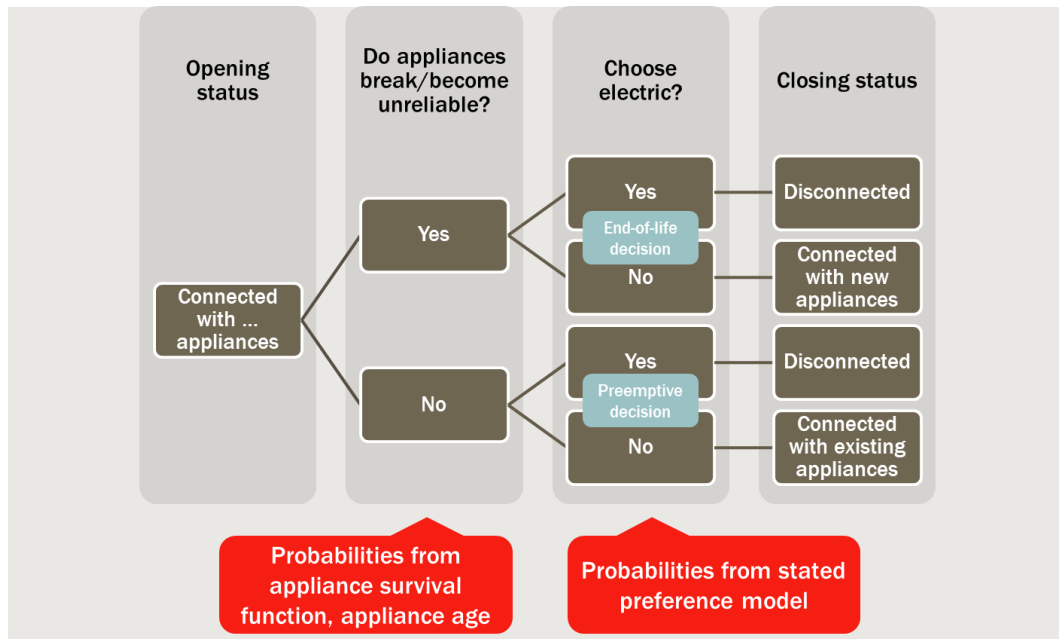 Opening
status
Do appliances
break/become
unreliable?
Choose
electric?
Closing status
Connected
with ...
appliances
Yes
No
Yes
End-of-life
decision
No
Yes
Preemptive
decision
No
Disconnected
Connected
with new
appliances
Disconnected
Connected
with existing
appliances
Probabilities from
appliance survival
function, appliance age
Probabilities from stated
preference model